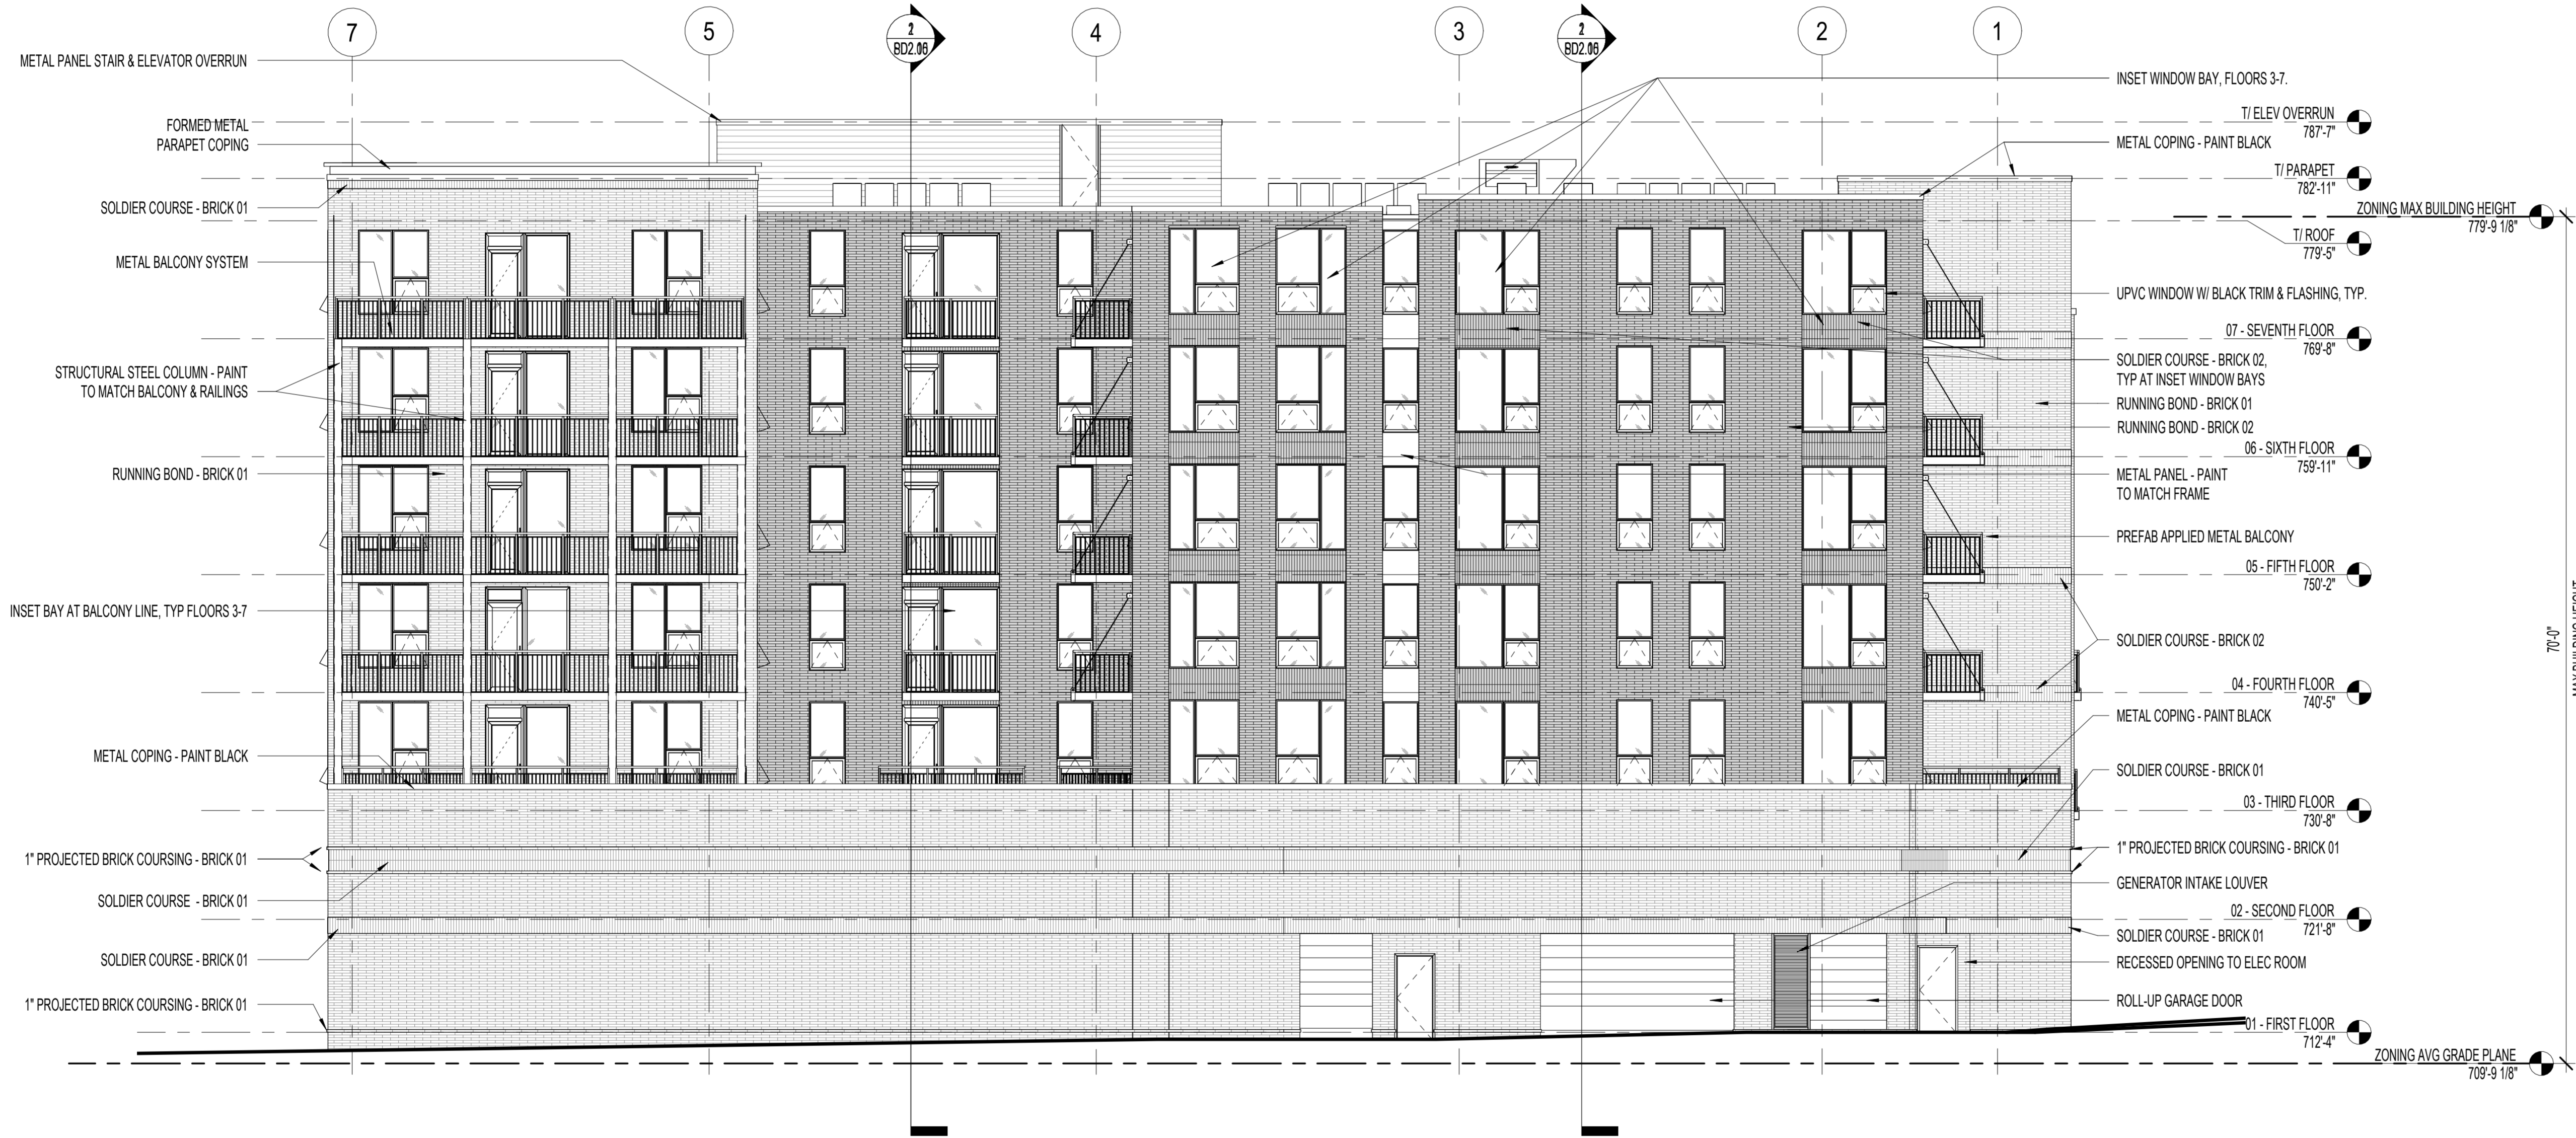 7
5
4
3
2
1
METAL PANEL STAIR & ELEVATOR OVERRUN
FORMED METAL
PARAPET COPING
SOLDIER COURSE - BRICK 01
METAL BALCONY SYSTEM
STRUCTURAL STEEL COLUMN - PAINT
TO MATCH BALCONY & RAILINGS
RUNNING BOND - BRICK 01
INSET BAY AT BALCONY LINE, TYP FLOORS 3-7
METAL COPING - PAINT BLACK
1" PROJECTED BRICK COURSING - BRICK 01
SOLDIER COURSE - BRICK 01
SOLDIER COURSE - BRICK 01
1" PROJECTED BRICK COURSING - BRICK 01
INSET WINDOW BAY, FLOORS 3-7.
T/ ELEV OVERRUN
787'-7"
METAL COPING - PAINT BLACK
T/ PARAPET
782'-11"
ZONING MAX BUILDING HEIGHT
779'-9 1/8"
T/ ROOF
779'-5"
UPVC WINDOW W/ BLACK TRIM & FLASHING, TYP.
07 - SEVENTH FLOOR
769'-8"
SOLDIER COURSE - BRICK 02,
TYP AT INSET WINDOW BAYS
RUNNING BOND - BRICK 01
RUNNING BOND - BRICK 02
06 - SIXTH FLOOR
759'-11"
METAL PANEL - PAINT
TO MATCH FRAME
PREFAB APPLIED METAL BALCONY
05 - FIFTH FLOOR
750'-2"
SOLDIER COURSE - BRICK 02
70'-0"
04 - FOURTH FLOOR
740'-5"
METAL COPING - PAINT BLACK
SOLDIER COURSE - BRICK 01
03 - THIRD FLOOR
730'-8"
1" PROJECTED BRICK COURSING - BRICK 01
GENERATOR INTAKE LOUVER
02 - SECOND FLOOR
721'-8"
SOLDIER COURSE - BRICK 01
RECESSED OPENING TO ELEC ROOM
ROLL-UP GARAGE DOOR
01 - FIRST FLOOR
712'-4"
ZONING AVG GRADE PLANE
709'-9 1/8"